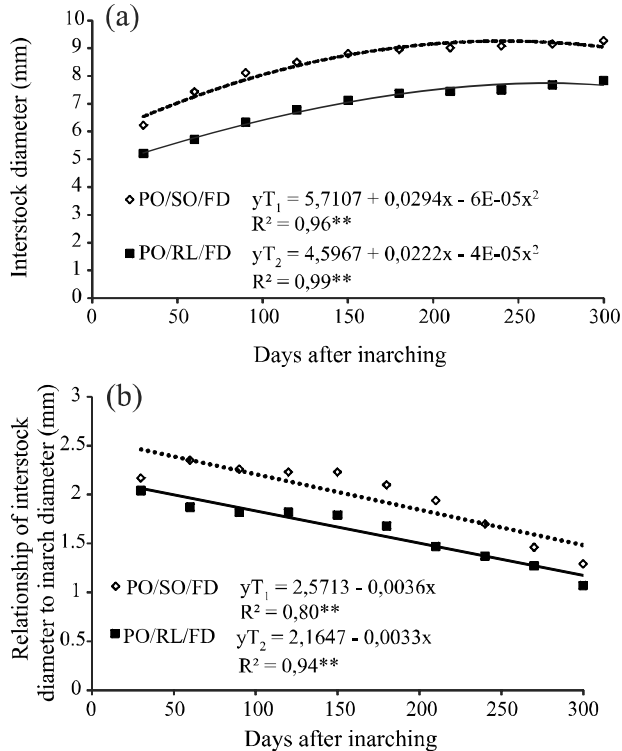 (a)
Interstock diameter (mm)
10
9
8
7
6
5
4
3
2
1
0
PO/SO/FD yT₁ = 5,7107 + 0,0294x - 6E-05x²
R² = 0,96**
PO/RL/FD yT₂ = 4,5967 + 0,0222x - 4E-05x²
R² = 0,99**
0 50 100 150 200 250 300
Days after inarching
(b)
Relationship of interstock
diameter to inarch diameter (mm)
3
2.5
2
1.5
1
0.5
0
PO/SO/FD yT₁ = 2,5713 - 0,0036x
R² = 0,80**
PO/RL/FD yT₂ = 2,1647 - 0,0033x
R² = 0,94**
0 50 100 150 200 250 300
Days after inarching